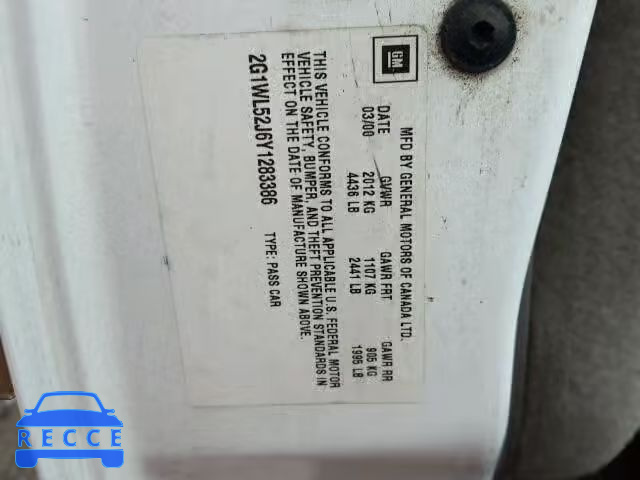 GM
MFD BY GENERAL MOTORS OF CANADA LTD.
DATE GVWR GAWR FRT GAWR RR
03/00 2012 KG 1107 KG 905 KG
4436 LB 2441 LB 1995 LB
THIS VEHICLE CONFORMS TO ALL APPLICABLE U.S. FEDERAL MOTOR
VEHICLE SAFETY, BUMPER, AND THEFT PREVENTION STANDARDS IN
EFFECT ON THE DATE OF MANUFACTURE SHOWN ABOVE.
2G1WL52J6Y1283386 TYPE: PASS CAR
RECCE